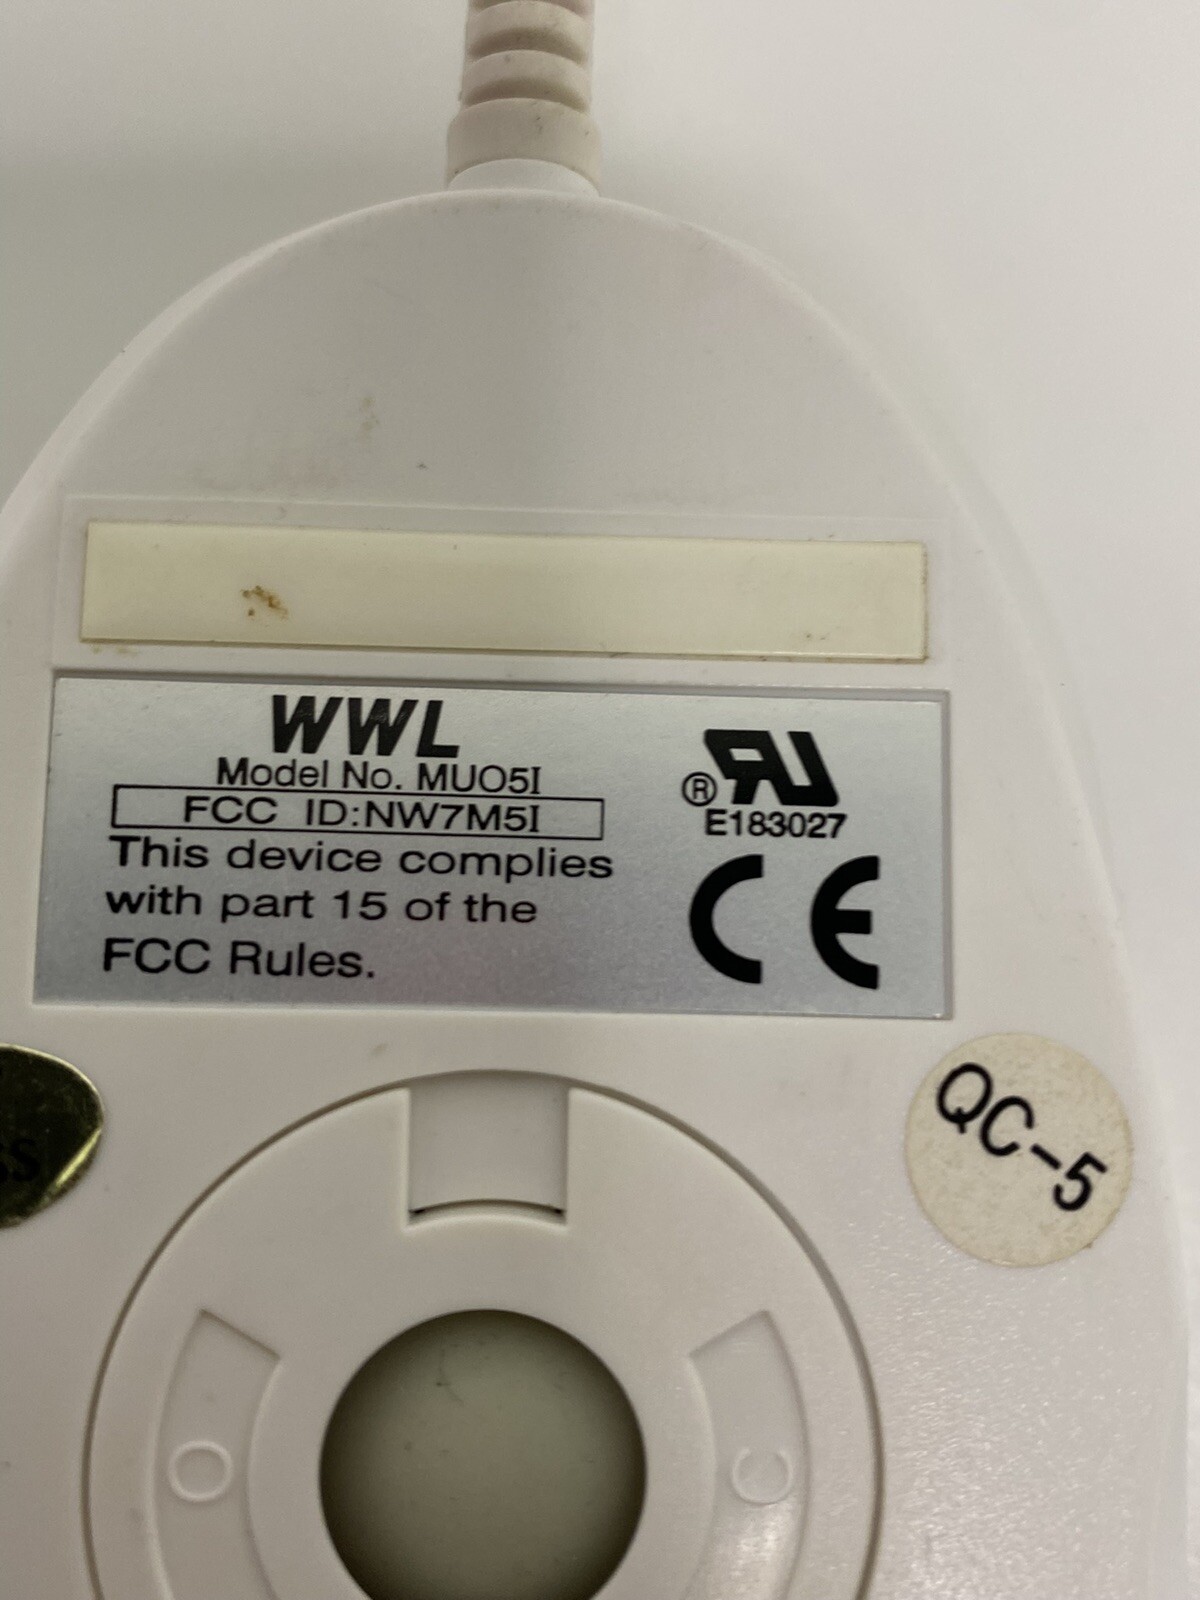 WWL
Model No. MUO5I
FCC ID:NW7M5I
This device complies
with part 15 of the
FCC Rules.
®
E183027
CE
QC-5
O
C